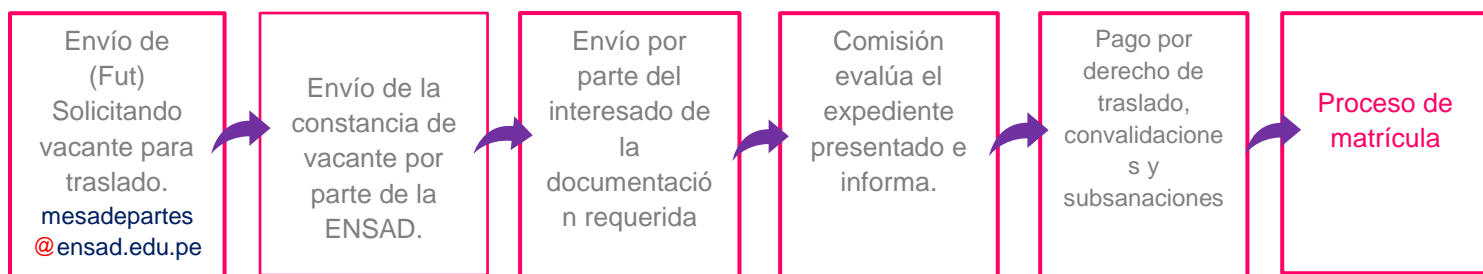 Envío de
(Fut)
Solicitando
vacante para
traslado.
mesadepartes
@ensad.edu.pe
Envío de la
constancia de
vacante por
parte de la
ENSAD.
Envío por
parte del
interesado de
la
documentació
n requerida
Comisión
evalúa el
expediente
presentado e
informa.
Pago por
derecho de
traslado,
convalidacione
s y
subsanaciones
Proceso de
matrícula